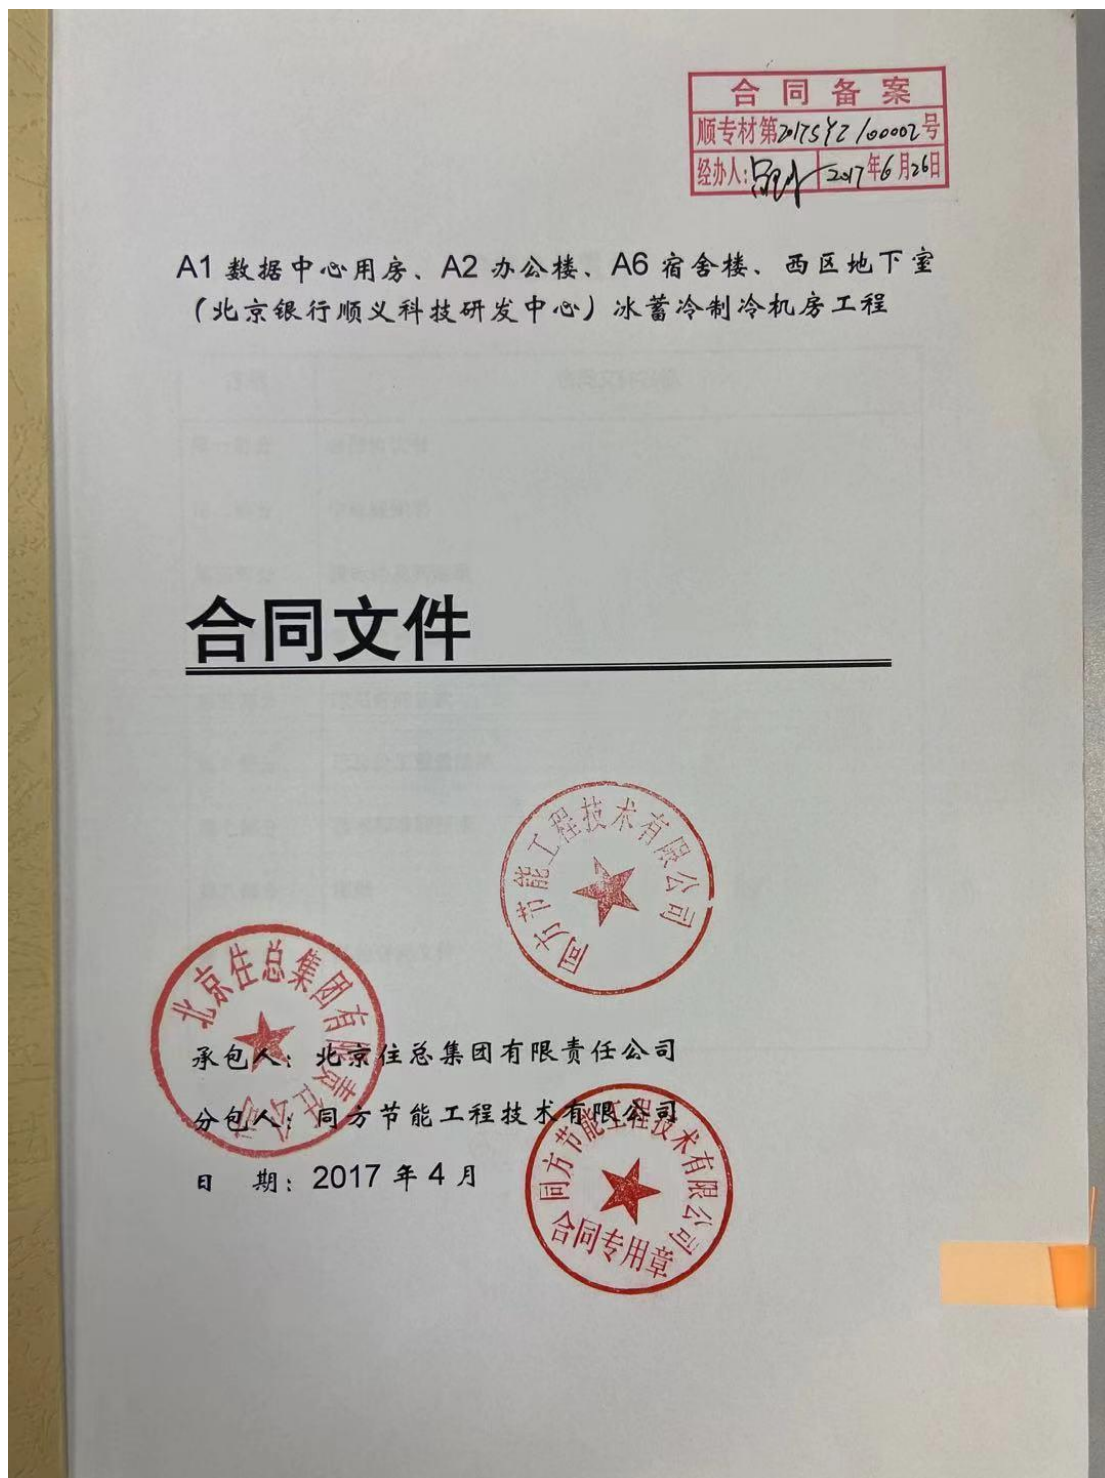 合同备案
顺专材第2017SYZ100002号
经办人:
2017年6月26日
A1 数据中心用房、A2 办公楼、A6 宿舍楼、西区地下室
(北京银行顺义科技研发中心)冰蓄冷制冷机房工程
合同文件
同方节能工程技术有限公司
北京住总集团有限责任公司
承包人:北京住总集团有限责任公司
分包人:同方节能工程技术有限公司
日 期:2017 年 4 月
同方节能工程技术有限公司
合同专用章